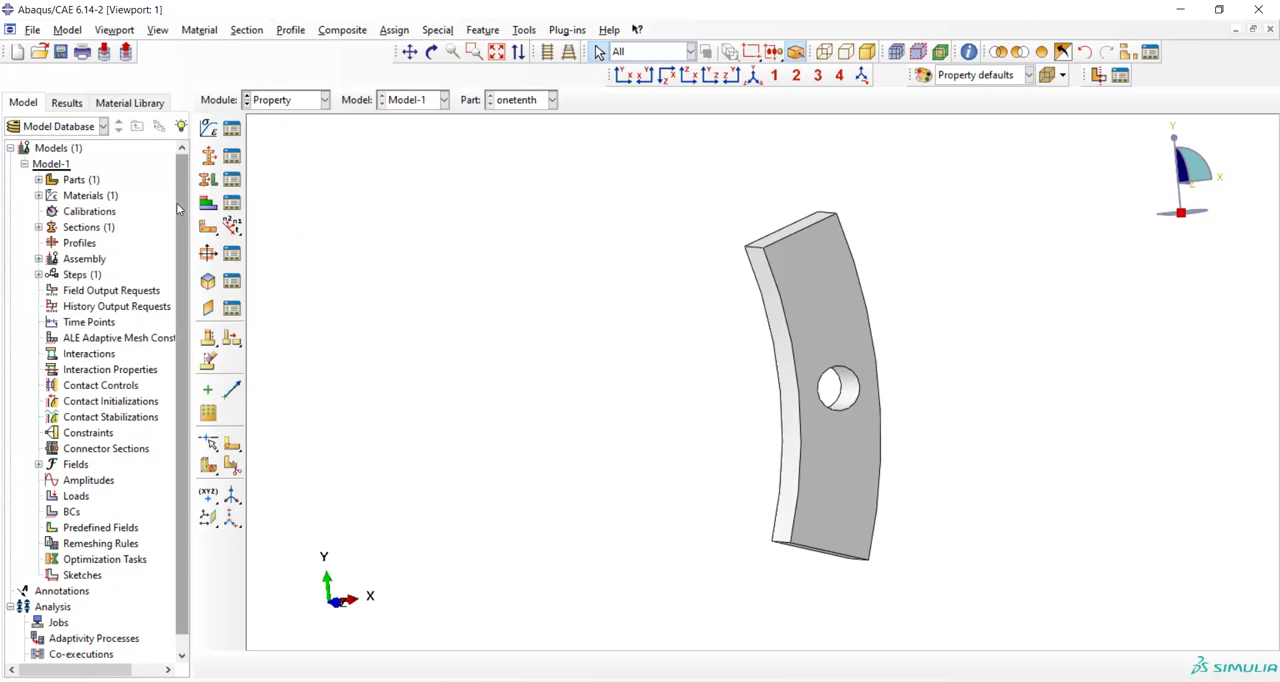 Abaqus/CAE 6.14-2 [Viewport: 1]
File Model Viewport View Material Section Profile Composite Assign Special Feature Tools Plug-ins Help
All
1 2 3 4 Property defaults
Model Results Material Library Module: Property Model: Model-1 Part: onetenth
Model Database
Models (1)
Model-1
Parts (1)
Materials (1)
Calibrations
Sections (1)
Profiles
Assembly
Steps (1)
Field Output Requests
History Output Requests
Time Points
ALE Adaptive Mesh Const
Interactions
Interaction Properties
Contact Controls
Contact Initializations
Contact Stabilizations
Constraints
Connector Sections
Fields
Amplitudes
Loads
BCs
Predefined Fields
Remeshing Rules
Optimization Tasks
Sketches
Annotations
Analysis
Jobs
Adaptivity Processes
Co-executions
(XYZ)
Y
X
Z
Y
X
Z
SIMULIA